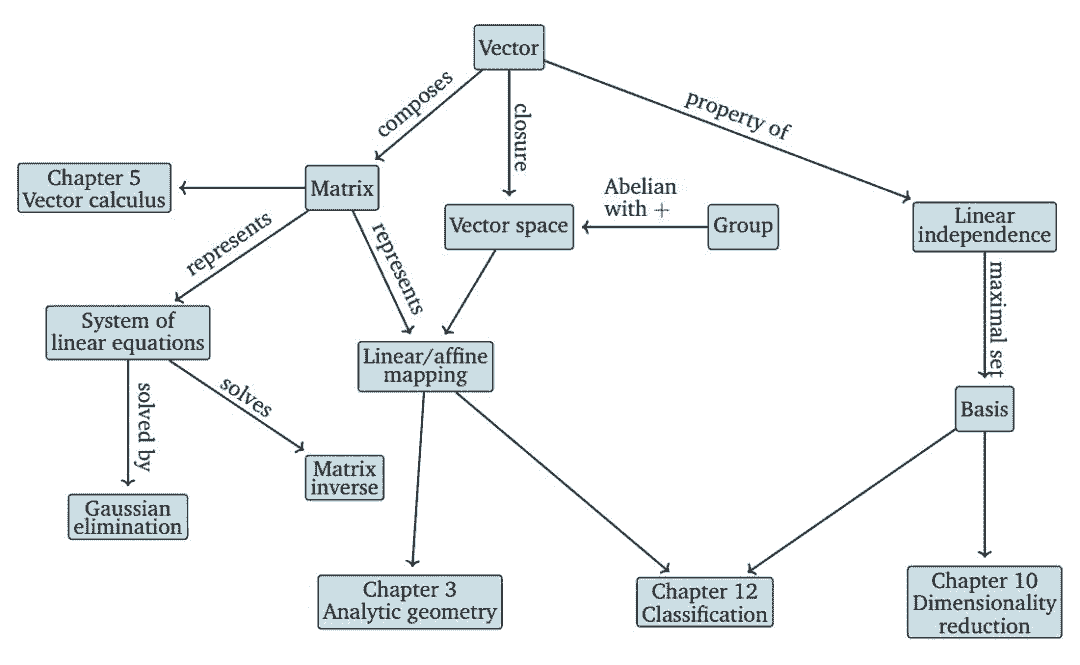 Vector
composes
closure
property of
Chapter 5
Vector calculus
Matrix
Abelian
with +
Vector space
Group
Linear
independence
represents
represents
maximal set
System of
linear equations
Linear/affine
mapping
solved by
solves
Basis
Matrix
inverse
Gaussian
elimination
Chapter 3
Analytic geometry
Chapter 12
Classification
Chapter 10
Dimensionality
reduction